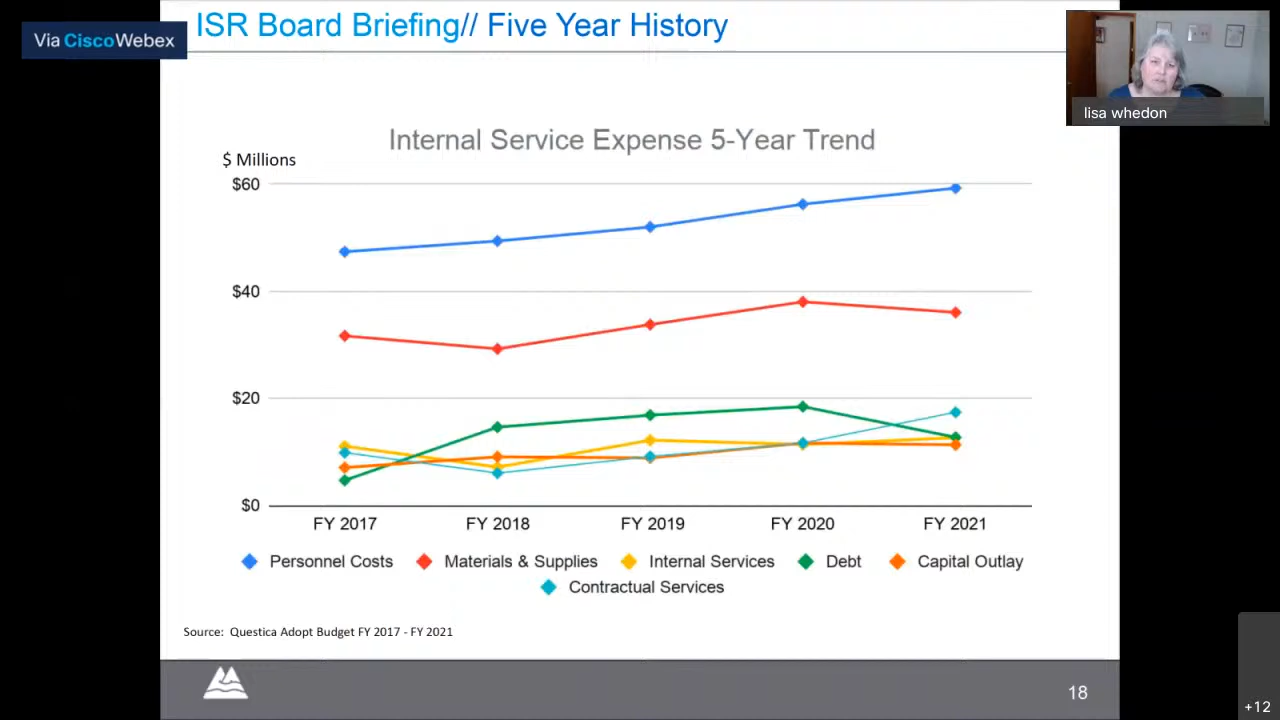 ISR Board Briefing// Five Year History
Via CiscoWebex
lisa whedon
Internal Service Expense 5-Year Trend
$ Millions
$60
$40
$20
$0
FY 2017 FY 2018 FY 2019 FY 2020 FY 2021
Personnel Costs Materials & Supplies Internal Services Debt Capital Outlay
Contractual Services
Source: Questica Adopt Budget FY 2017 - FY 2021
18
+12